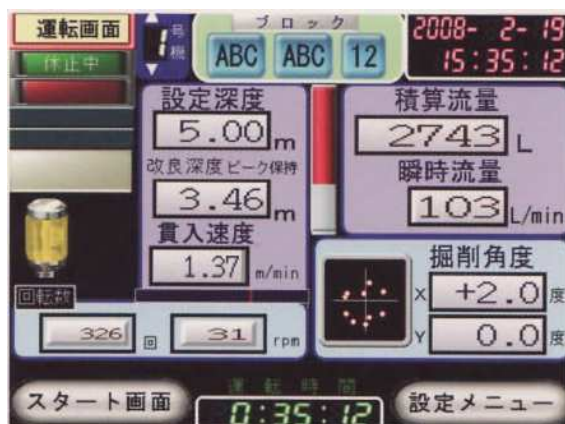 運転画面
1 号機
ブロック
ABC ABC 12
2008- 2-19
15:35:12
休止中
設定深度
5.00 m
改良深度 ピーク保持
3.46 m
貫入速度
1.37 m/min
積算流量
2743 L
瞬時流量
103 L/min
掘削角度
X +2.0 度
Y 0.0 度
回転数
326 回 31 rpm
運転時間
0:35:12
スタート画面
設定メニュー